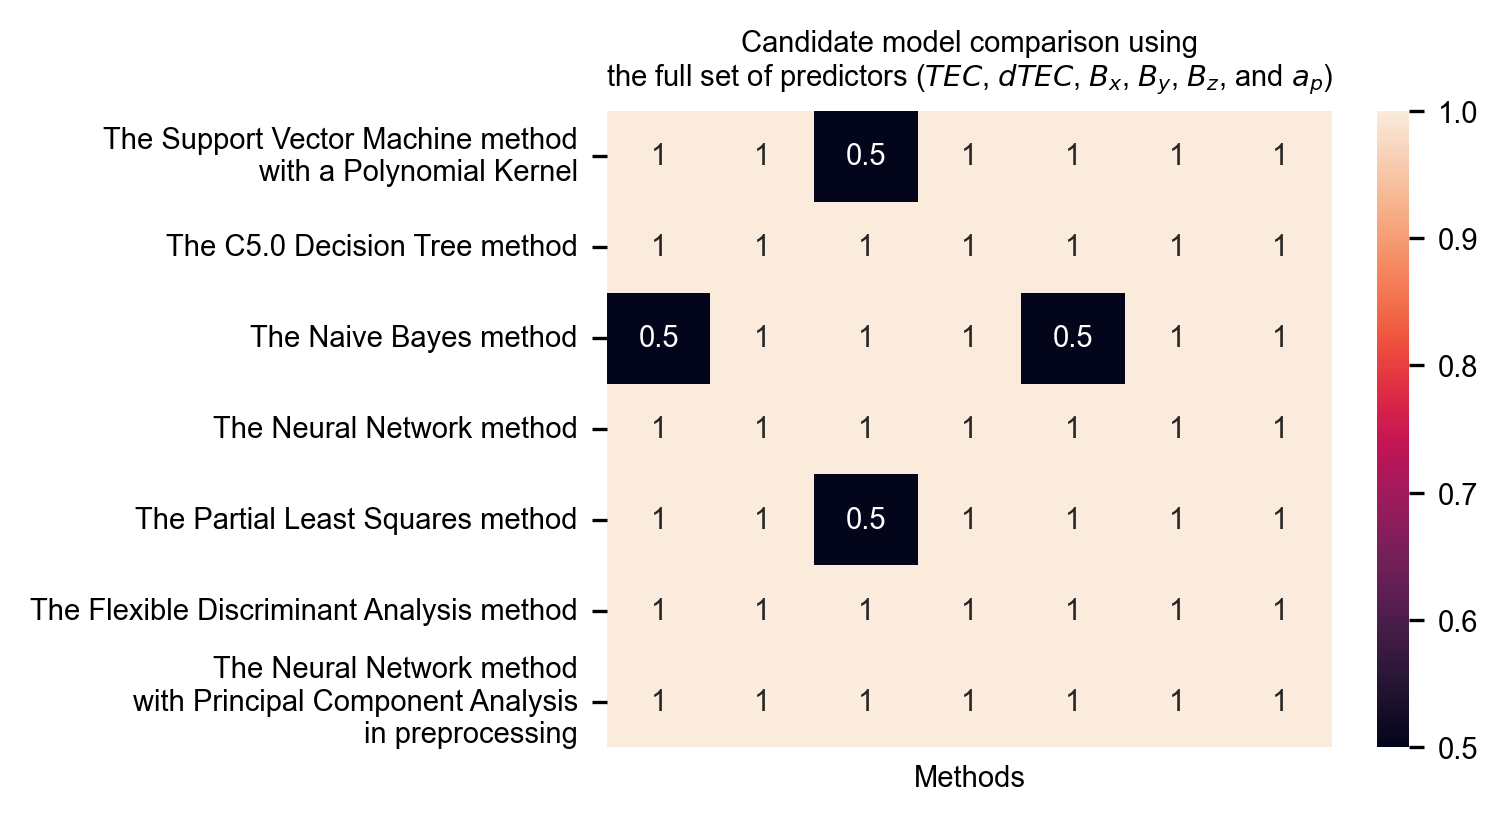 Candidate model comparison using
the full set of predictors (TEC, dTEC, Bx, By, Bz, and ap)
The Support Vector Machine method
with a Polynomial Kernel
1 1 0.5 1 1 1 1
The C5.0 Decision Tree method
1 1 1 1 1 1 1
The Naive Bayes method
0.5 1 1 1 0.5 1 1
The Neural Network method
1 1 1 1 1 1 1
The Partial Least Squares method
1 1 0.5 1 1 1 1
The Flexible Discriminant Analysis method
1 1 1 1 1 1 1
The Neural Network method
with Principal Component Analysis
in preprocessing
1 1 1 1 1 1 1
Methods
1.0
0.9
0.8
0.7
0.6
0.5